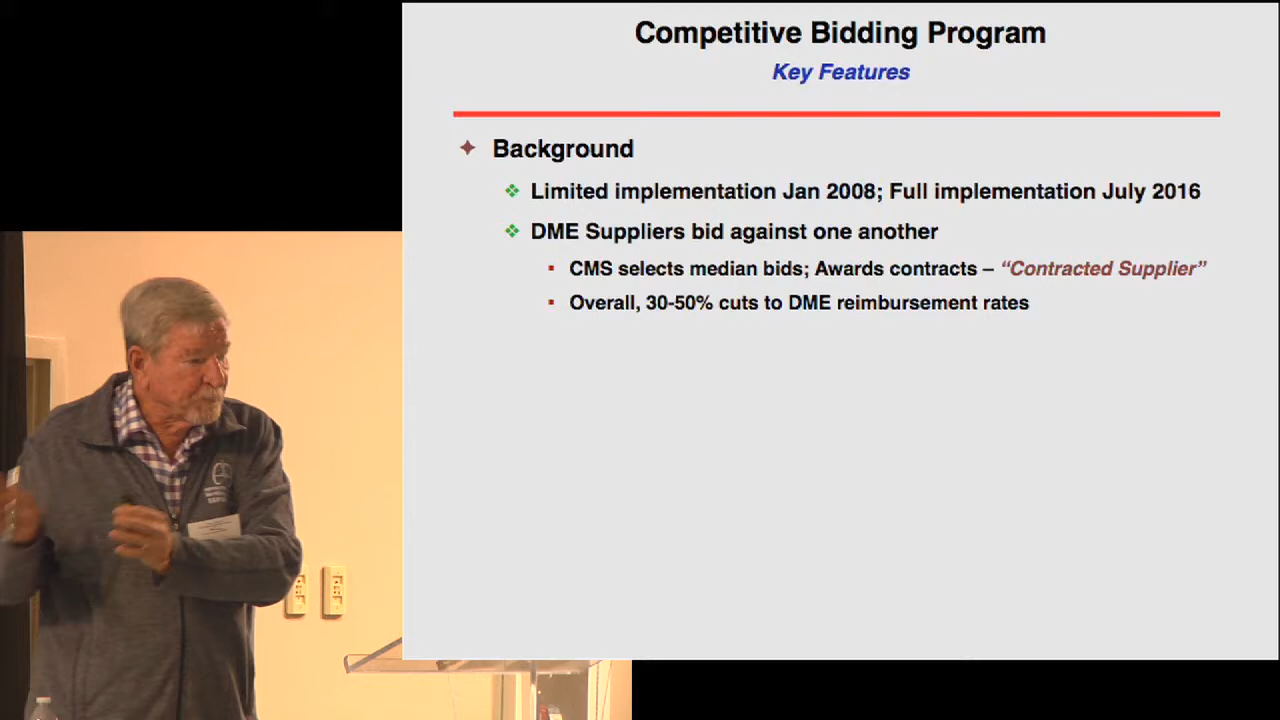 Competitive Bidding Program
Key Features
Background
Limited implementation Jan 2008; Full implementation July 2016
DME Suppliers bid against one another
CMS selects median bids; Awards contracts – “Contracted Supplier”
Overall, 30-50% cuts to DME reimbursement rates